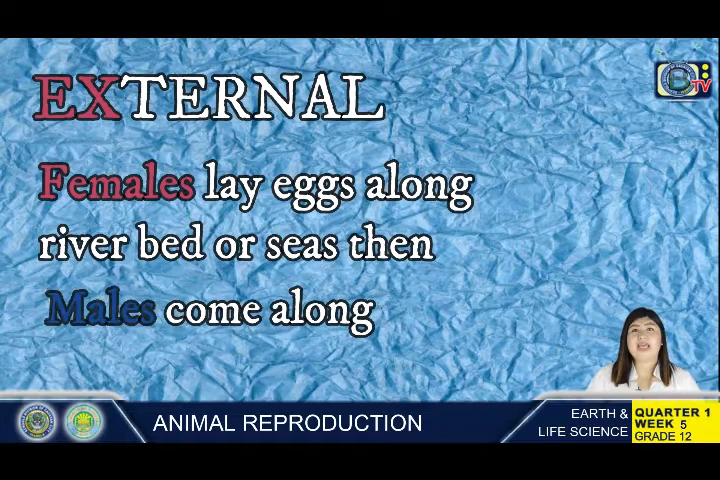 EXTERNAL
Females lay eggs along
river bed or seas then
Males come along
B
TV
ANIMAL REPRODUCTION
EARTH &
LIFE SCIENCE
QUARTER 1
WEEK 5
GRADE 12